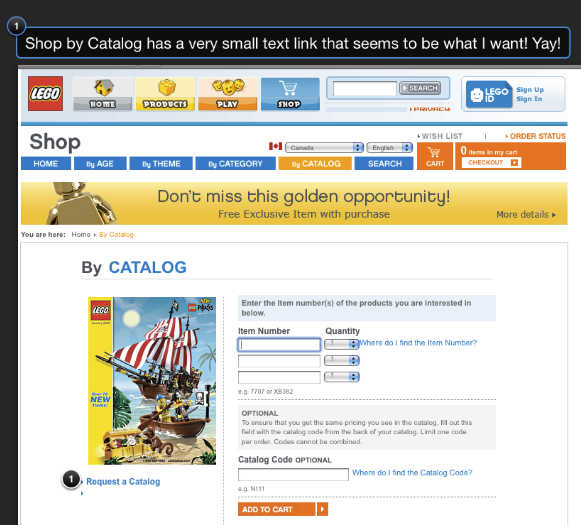 1
Shop by Catalog has a very small text link that seems to be what I want! Yay!
LEGO
HOME
PRODUCTS
PLAY
SHOP
SEARCH
PRIVACY
LEGO ID
Sign Up
Sign In
Shop
Canada
English
WISH LIST
ORDER STATUS
HOME
By AGE
By THEME
By CATEGORY
By CATALOG
SEARCH
CART
0 items in my cart
CHECKOUT
Don't miss this golden opportunity!
Free Exclusive Item with purchase
More details
You are here: Home By Catalog
By CATALOG
LEGO
PIRATES
Over 25
NEW
Items!
Enter the Item number(s) of the products you are interested in
below.
Item Number Quantity
1 Where do I find the Item Number?
1
1
e.g. 7707 or XB382
OPTIONAL
To ensure that you get the same pricing you see in the catalog, fill out this
field with the catalog code from the back of your catalog. Limit one code
per order. Codes cannot be combined.
Catalog Code OPTIONAL
Where do I find the Catalog Code?
e.g. N111
ADD TO CART
1
Request a Catalog